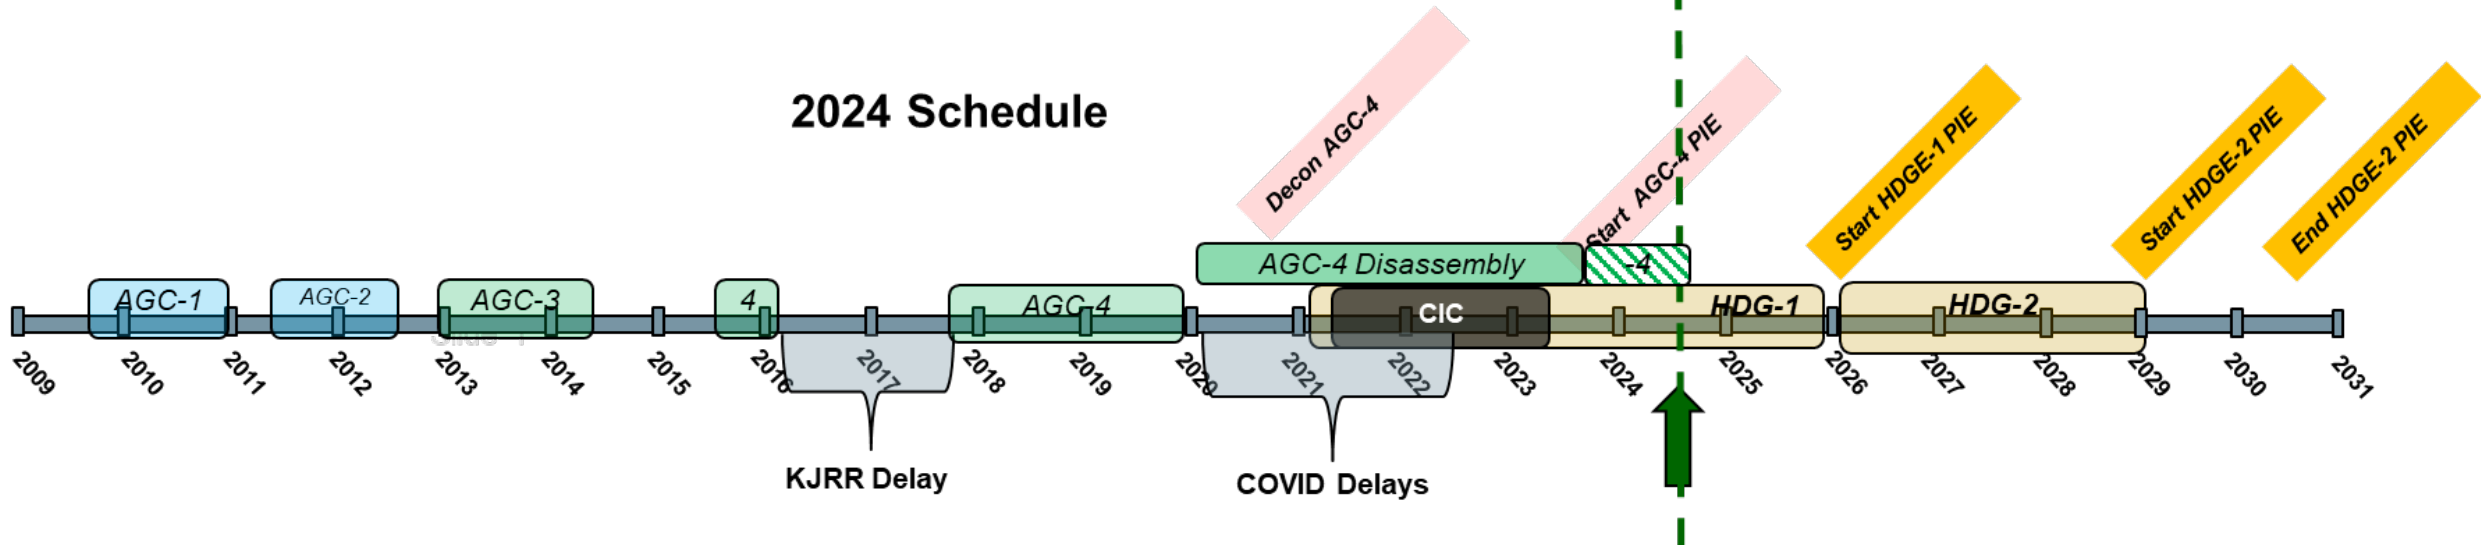 2024 Schedule
Decon AGC-4
Start AGC-4 PIE
Start HDGE-1 PIE
Start HDGE-2 PIE
End HDGE-2 PIE
AGC-4 Disassembly
-4
AGC-1
AGC-2
AGC-3
4
AGC-4
CIC
HDG-1
HDG-2
2009
2010
2011
2012
2013
2014
2015
2016
2017
2018
2019
2020
2021
2022
2023
2024
2025
2026
2027
2028
2029
2030
2031
KJRR Delay
COVID Delays